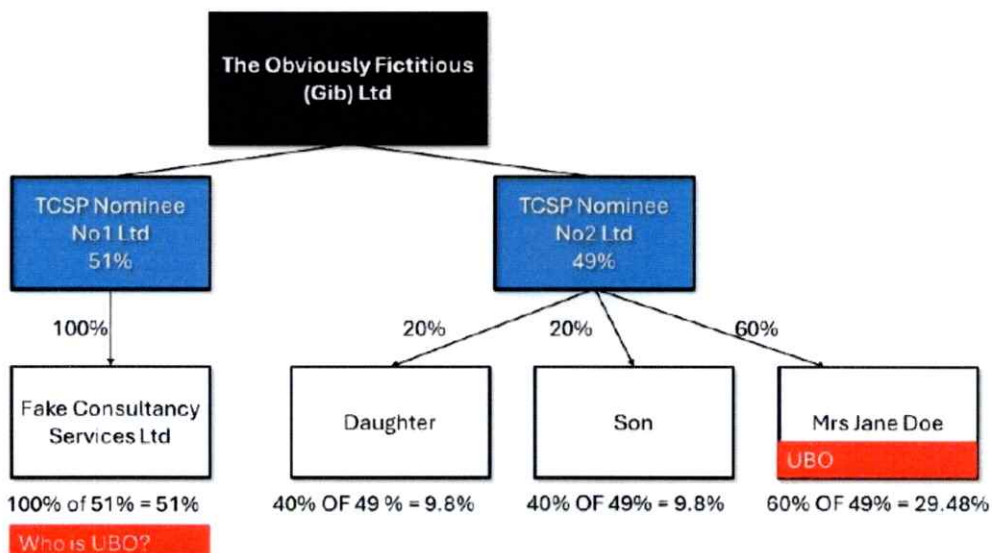 The Obviously Fictitious
(Gib) Ltd
TCSP Nominee
No1 Ltd
51%
TCSP Nominee
No2 Ltd
49%
100%
20%
20%
60%
Fake Consultancy
Services Ltd
Daughter
Son
Mrs Jane Doe
UBO
100% of 51% = 51%
40% OF 49 % = 9.8%
40% OF 49% = 9.8%
60% OF 49% = 29.48%
Who is UBO?